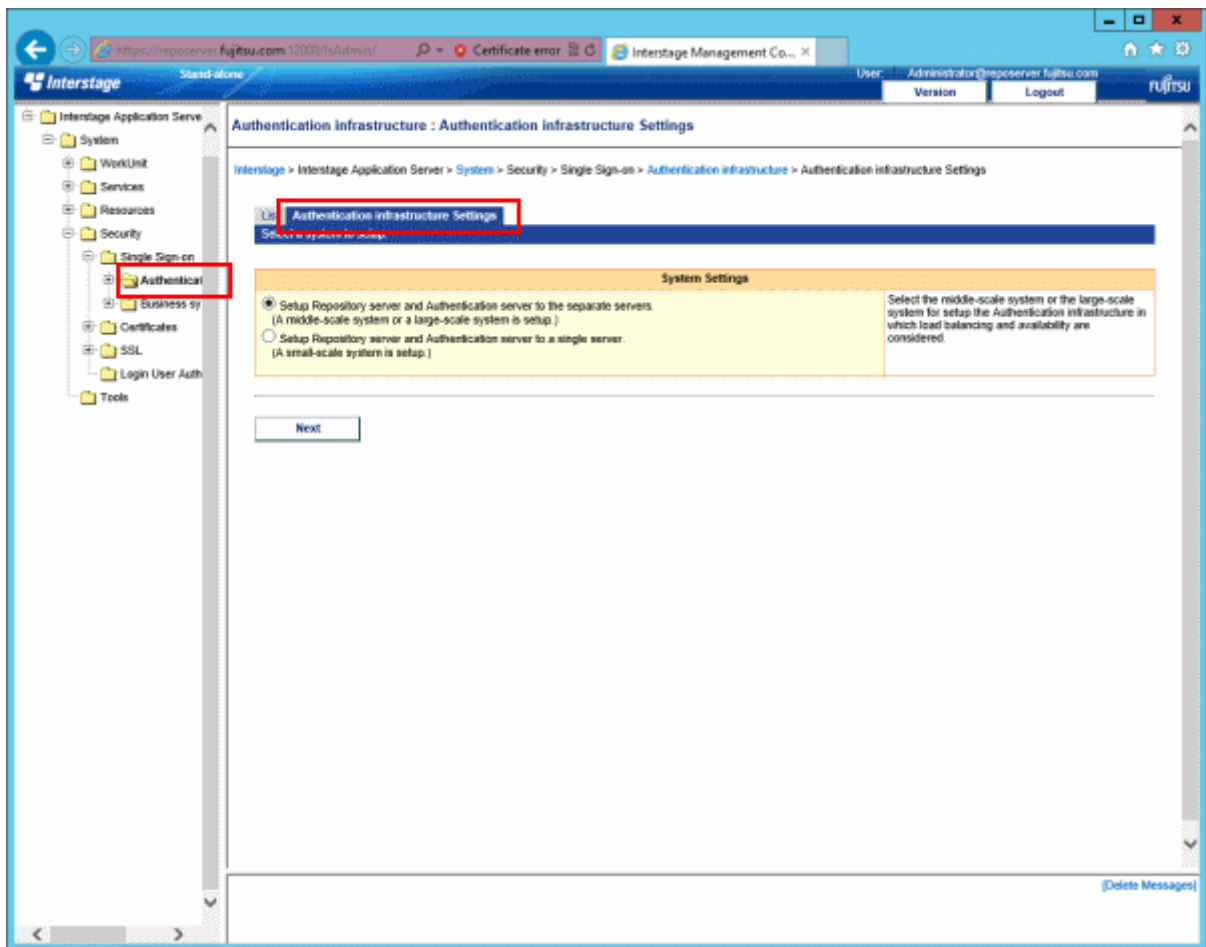 https://reposerver.fujitsu.com:12000/IsAdmin/
Certificate error
Interstage Management Co...
Interstage
Stand-alone
User: Administrator@reposerver.fujitsu.com
Version
Logout
FUJITSU
Interstage Application Serve
System
WorkUnit
Services
Resources
Security
Single Sign-on
Authenticat
Business sy
Certificates
SSL
Login User Auth
Tools
Authentication infrastructure : Authentication infrastructure Settings
Interstage > Interstage Application Server > System > Security > Single Sign-on > Authentication infrastructure > Authentication infrastructure Settings
Lis
Authentication infrastructure Settings
Select a system to setup.
System Settings
Setup Repository server and Authentication server to the separate servers.
(A middle-scale system or a large-scale system is setup.)
Setup Repository server and Authentication server to a single server.
(A small-scale system is setup.)
Select the middle-scale system or the large-scale
system for setup the Authentication infrastructure in
which load balancing and availability are
considered.
Next
[Delete Messages]